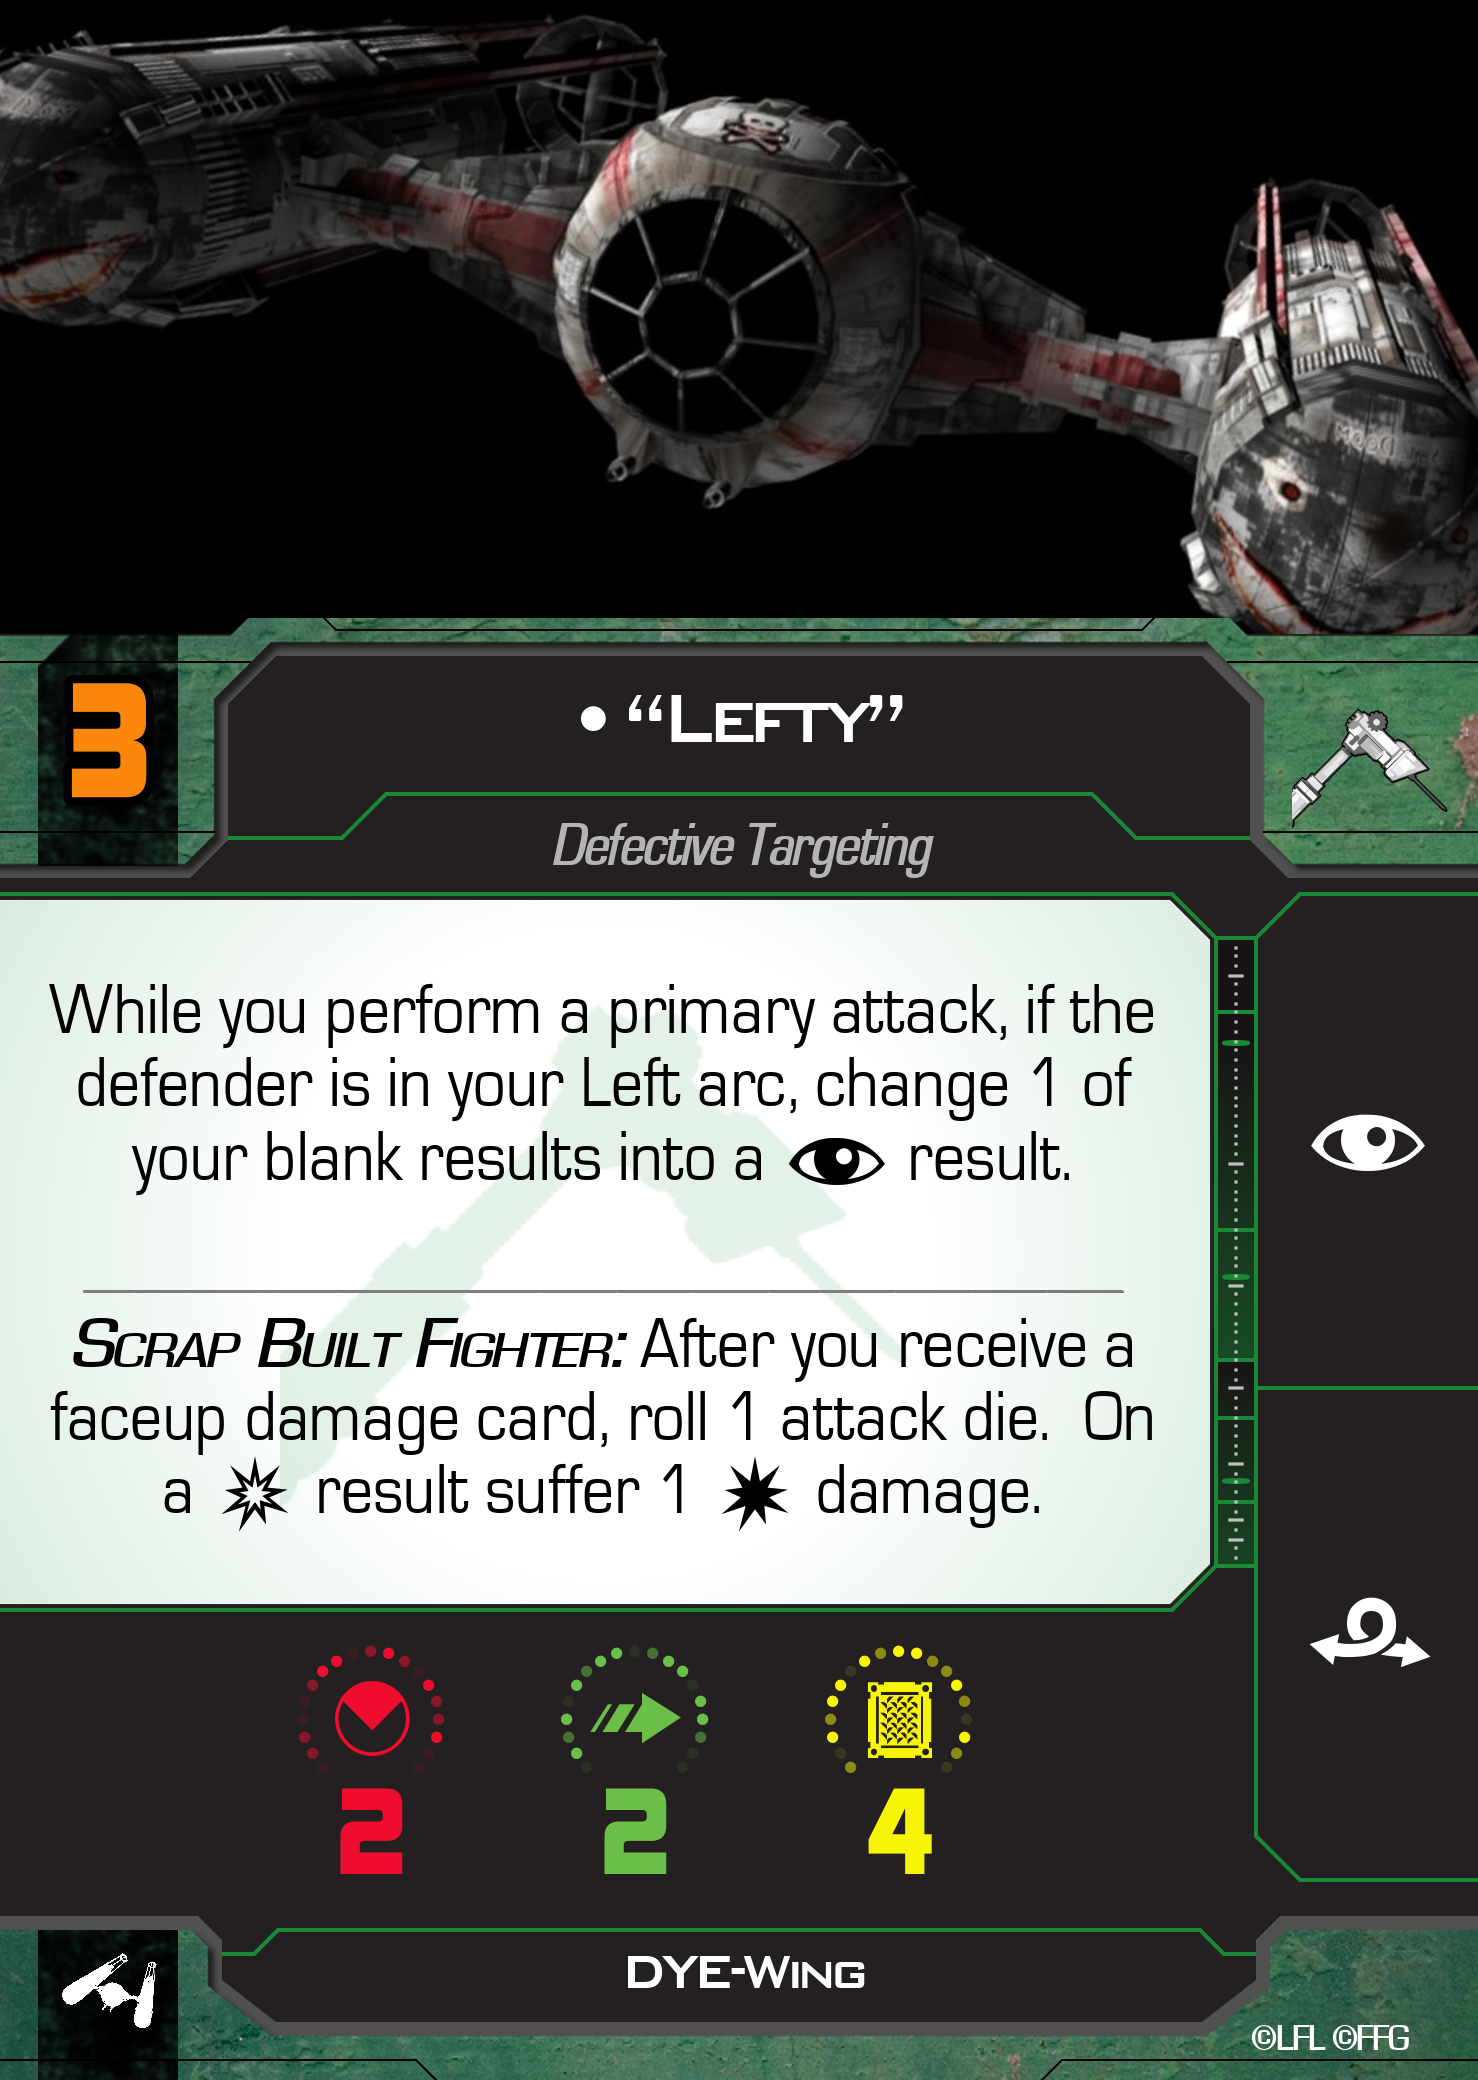 3
• “Lefty”
Defective Targeting
While you perform a primary attack, if the
defender is in your Left arc, change 1 of
your blank results into a result.
Scrap Built Fighter: After you receive a
faceup damage card, roll 1 attack die. On
a result suffer 1 damage.
2 2 4
DYE-Wing
©LFL ©FFG